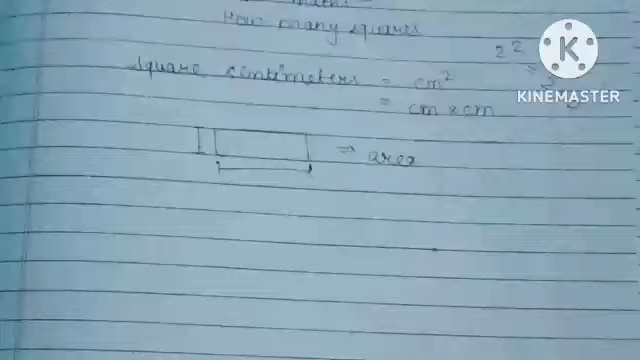 How many squares
2²
square centimeters = cm²
= cm × cm
⇒ area
KINEMASTER